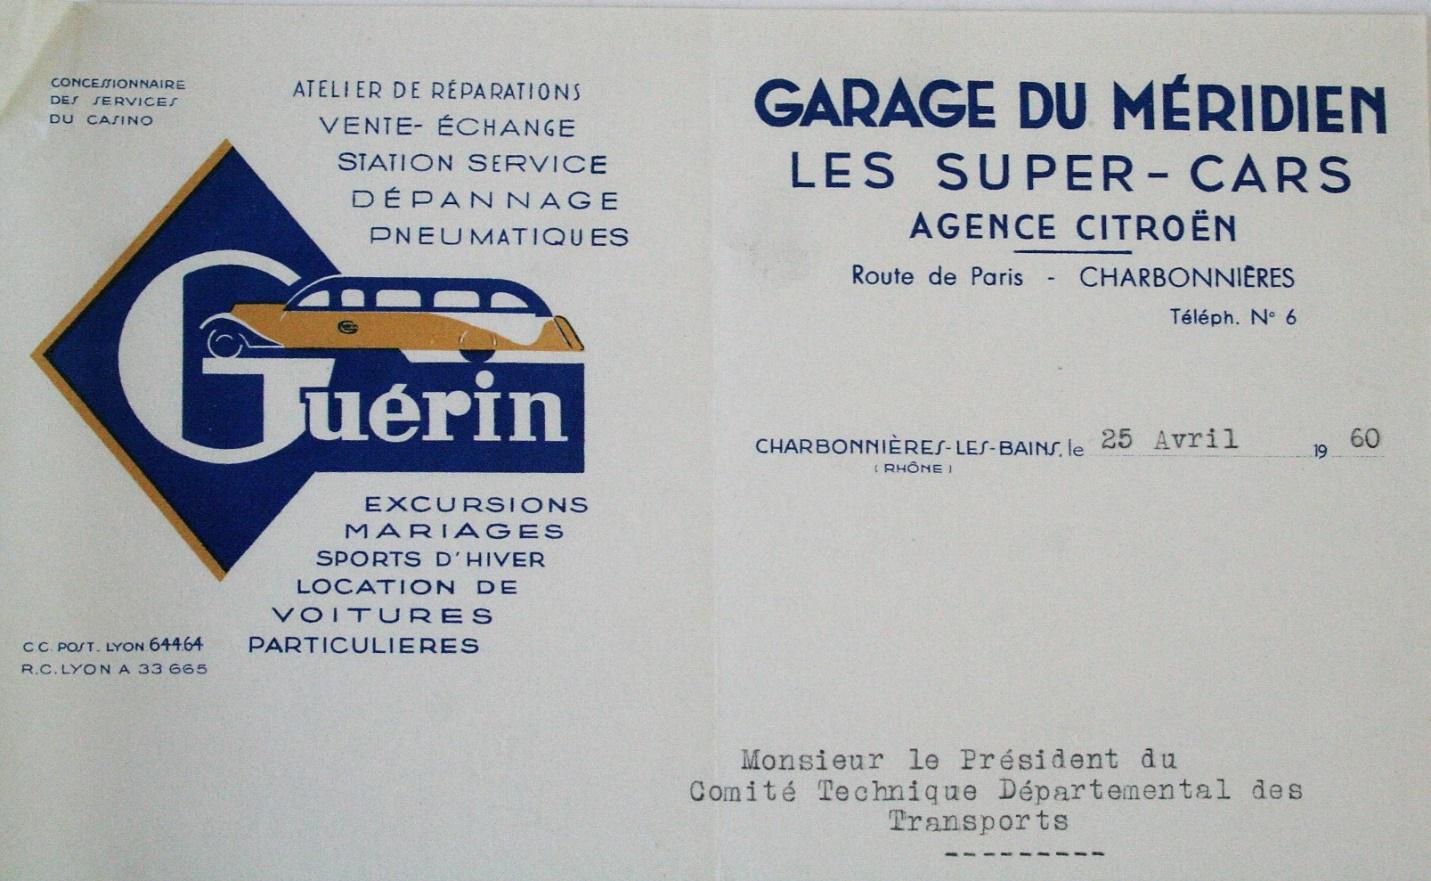 CONCESSIONNAIRE
DES SERVICES
DU CASINO
ATELIER DE RÉPARATIONS
VENTE- ÉCHANGE
STATION SERVICE
DÉPANNAGE
PNEUMATIQUES
Guérin
EXCURSIONS
MARIAGES
SPORTS D'HIVER
LOCATION DE
VOITURES
PARTICULIERES
C.C. POST. LYON 644.64
R.C. LYON A 33 665
GARAGE DU MÉRIDIEN
LES SUPER-CARS
AGENCE CITROËN
Route de Paris - CHARBONNIÈRES
Téléph. N° 6
CHARBONNIÈRES-LES-BAINS, le 25 Avril 19 60
(RHÔNE)
Monsieur le Président du
Comité Technique Départemental des
Transports
---------